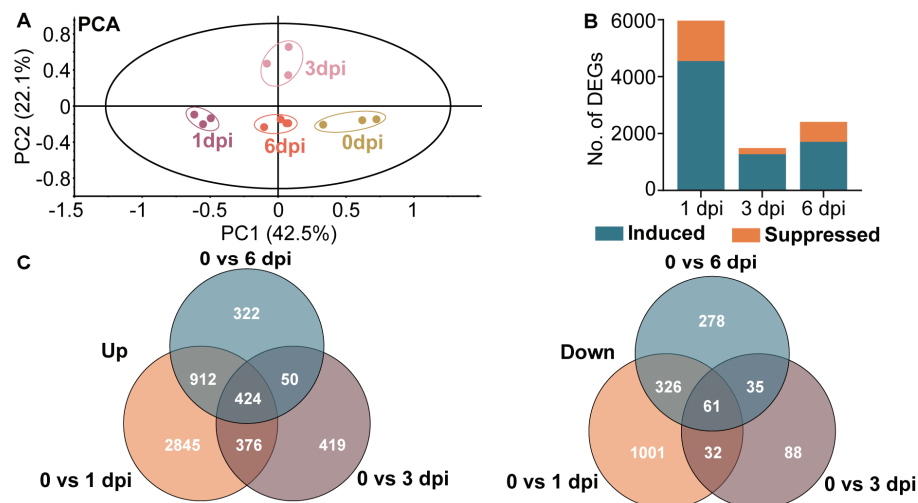 A
PCA
PC2 (22.1%)
0.8
0.4
0
-0.4
-0.8
3dpi
1dpi
6dpi
0dpi
-1.5
-1
-0.5
0
0.5
1
PC1 (42.5%)
B
No. of DEGs
6000
4000
2000
0
1 dpi
3 dpi
6 dpi
Induced
Suppressed
C
0 vs 6 dpi
Up
322
912
50
424
2845
376
419
0 vs 1 dpi
0 vs 3 dpi
0 vs 6 dpi
Down
278
326
35
61
1001
32
88
0 vs 1 dpi
0 vs 3 dpi